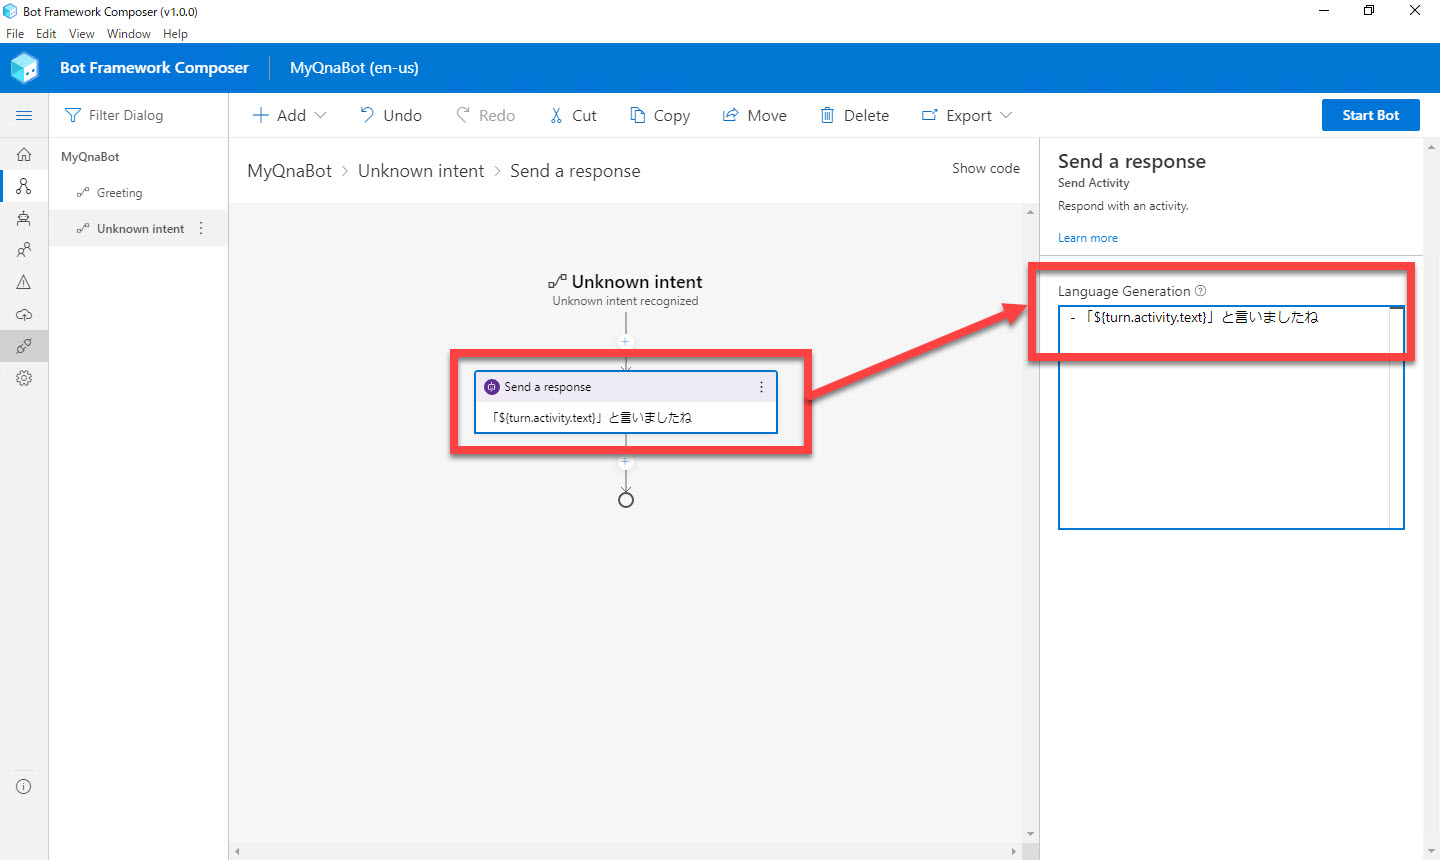 Bot Framework Composer (v1.0.0)
File Edit View Window Help
Bot Framework Composer MyQnaBot (en-us)
Filter Dialog
Add Undo Redo Cut Copy Move Delete Export Start Bot
MyQnaBot
Greeting
Unknown intent
MyQnaBot > Unknown intent > Send a response
Show code
Unknown intent
Unknown intent recognized
Send a response
「${turn.activity.text}」と言いましたね
Send a response
Send Activity
Respond with an activity.
Learn more
Language Generation
- 「${turn.activity.text}」と言いましたね